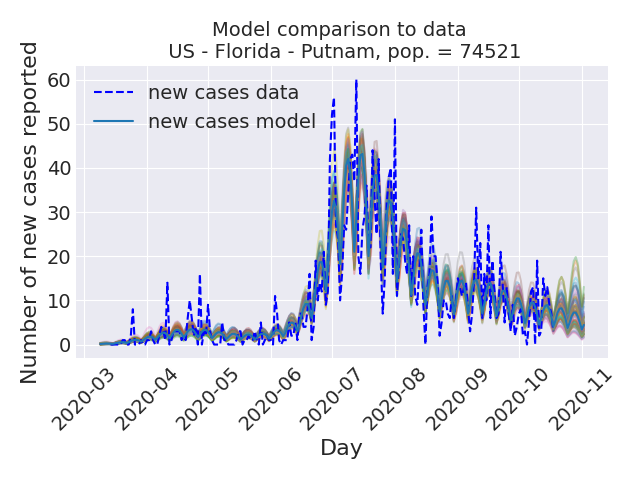 Model comparison to data
US - Florida - Putnam, pop. = 74521
Number of new cases reported
60
50
40
30
20
10
0
new cases data
new cases model
2020-03
2020-04
2020-05
2020-06
2020-07
2020-08
2020-09
2020-10
2020-11
Day